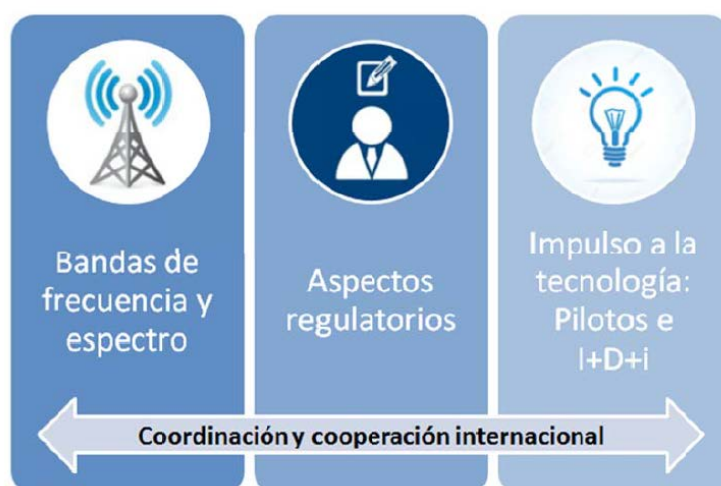 Bandas de
frecuencia y
espectro
Aspectos
regulatorios
Impulso a la
tecnología:
Pilotos e
I+D+i
Coordinación y cooperación internacional